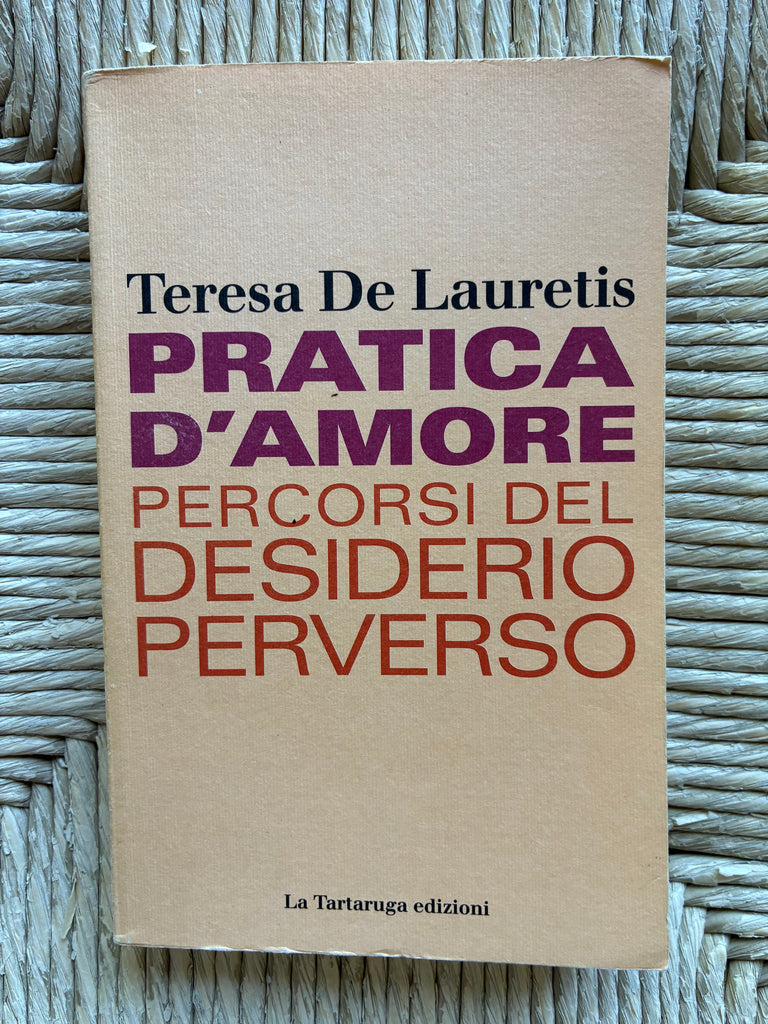 Teresa De Lauretis
PRATICA
D'AMORE
PERCORSI DEL
DESIDERIO
PERVERSO
La Tartaruga edizioni